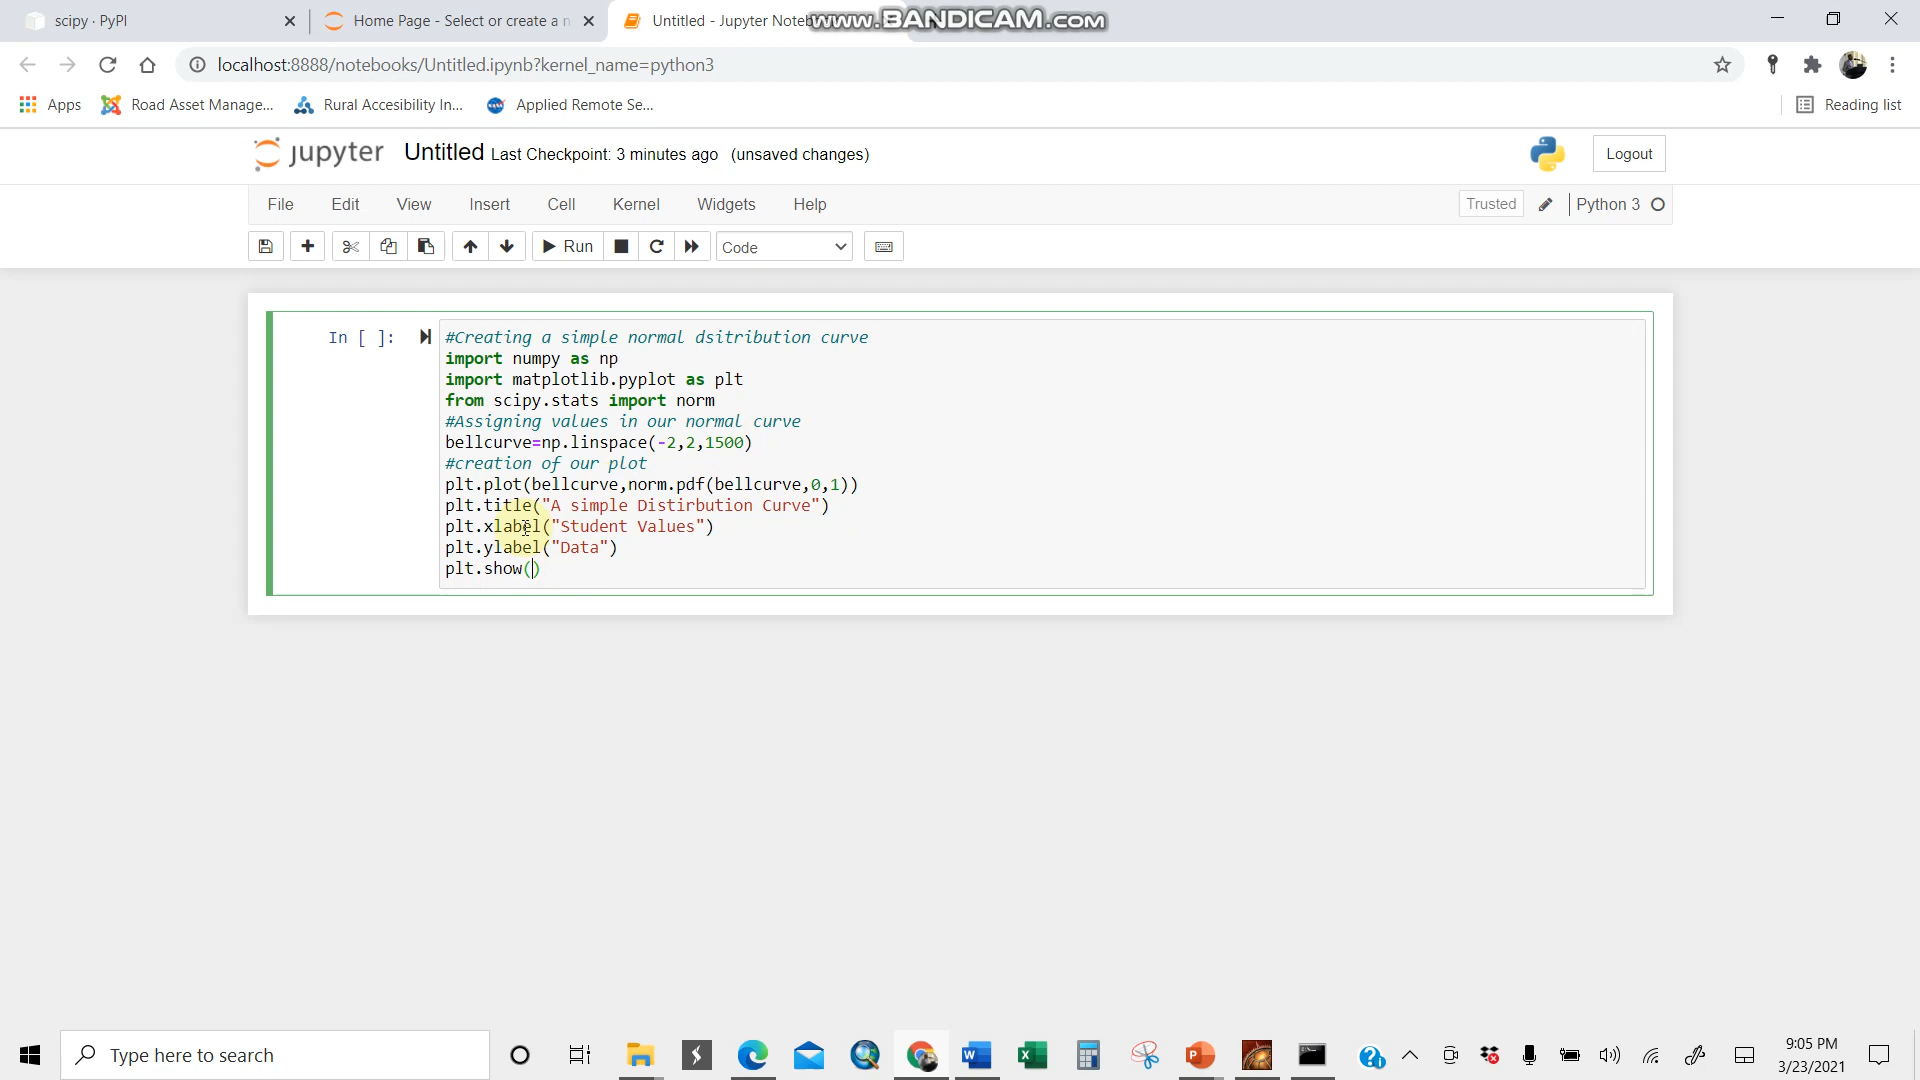 scipy · PyPI
Home Page - Select or create a n
Untitled - Jupyter Noteb
www.BANDICAM.com
localhost:8888/notebooks/Untitled.ipynb?kernel_name=python3
Apps
Road Asset Manage...
Rural Accesibility In...
Applied Remote Se...
Reading list
jupyter
Untitled Last Checkpoint: 3 minutes ago (unsaved changes)
Logout
File Edit View Insert Cell Kernel Widgets Help
Trusted
Python 3
Run
Code
In [ ]:
#Creating a simple normal dsitribution curve
import numpy as np
import matplotlib.pyplot as plt
from scipy.stats import norm
#Assigning values in our normal curve
bellcurve=np.linspace(-2,2,1500)
#creation of our plot
plt.plot(bellcurve,norm.pdf(bellcurve,0,1))
plt.title("A simple Distirbution Curve")
plt.xlabel("Student Values")
plt.ylabel("Data")
plt.show()
Type here to search
9:05 PM
3/23/2021